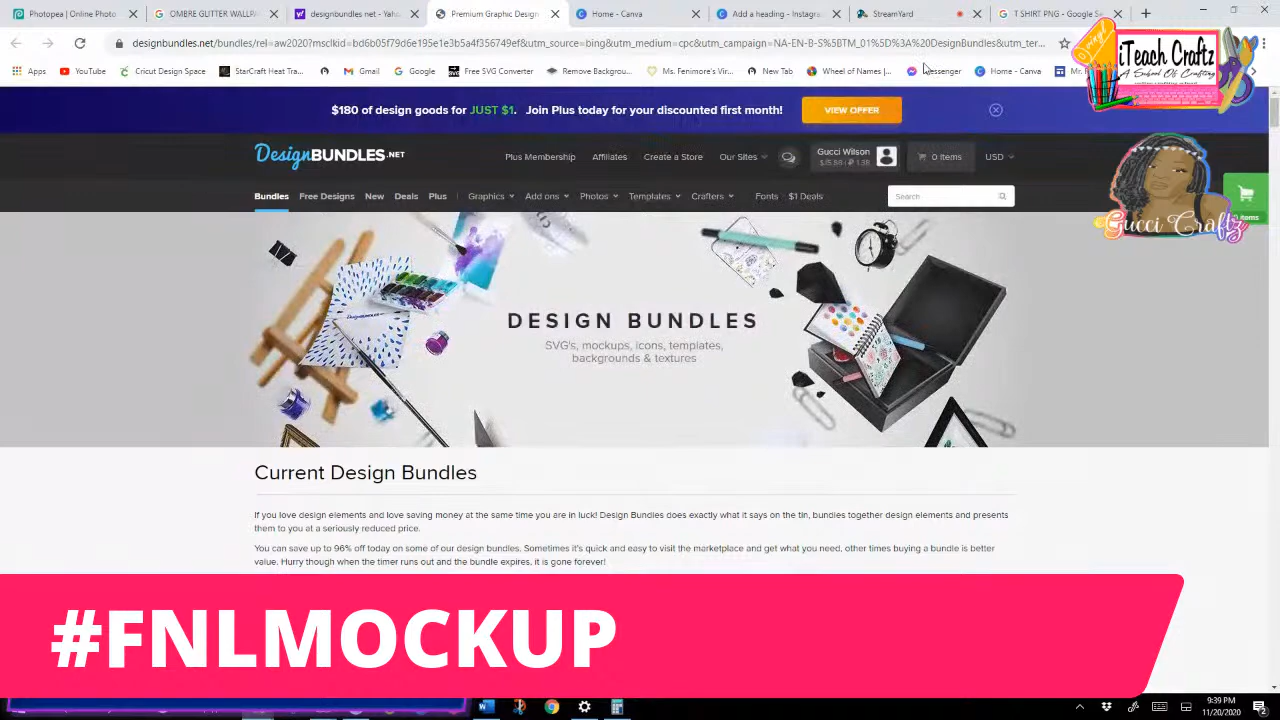 Photopea | Online Photo
OMBRE GLITTER WALLP
designbundles net - Yah
Premium Graphic Design
Home - Canva
Add a heading - Instagra
StreamYard
T SHIRT PNG - Google Se
Apps
YouTube
Cricut Design Space
StarCraft Heat Tra...
Gmail
Google
Free SVG Converter
Remove Backgrou...
Ms. Fenimore's Vir...
New Tab
Wheel of Names |...
Messenger
Home - Canva
iTeach Craftz
A School Of Crafting
Join Plus today for your discounted first month!
VIEW OFFER
DesignBUNDLES.NET
Plus Membership
Affiliates
Create a Store
Our Sites
Gucci Wilson
0 Items
USD
Bundles
Free Designs
New
Deals
Plus
Graphics
Add ons
Photos
Templates
Crafters
Fonts
$1 Deals
Search
Gucci Craftz
DESIGN BUNDLES
SVG's, mockups, icons, templates,
backgrounds & textures
Current Design Bundles
If you love design elements and love saving money at the same time you are in luck! Design Bundles does exactly what it says on the tin, bundles together design elements and presents
them to you at a seriously reduced price.
You can save up to 96% off today on some of our design bundles. Sometimes it's quick and easy to visit the marketplace and get what you need, other times buying a bundle is better
value. Hurry though when the timer runs out and the bundle expires, it is gone forever!
#FNLMOCKUP
9:39 PM
11/20/2020